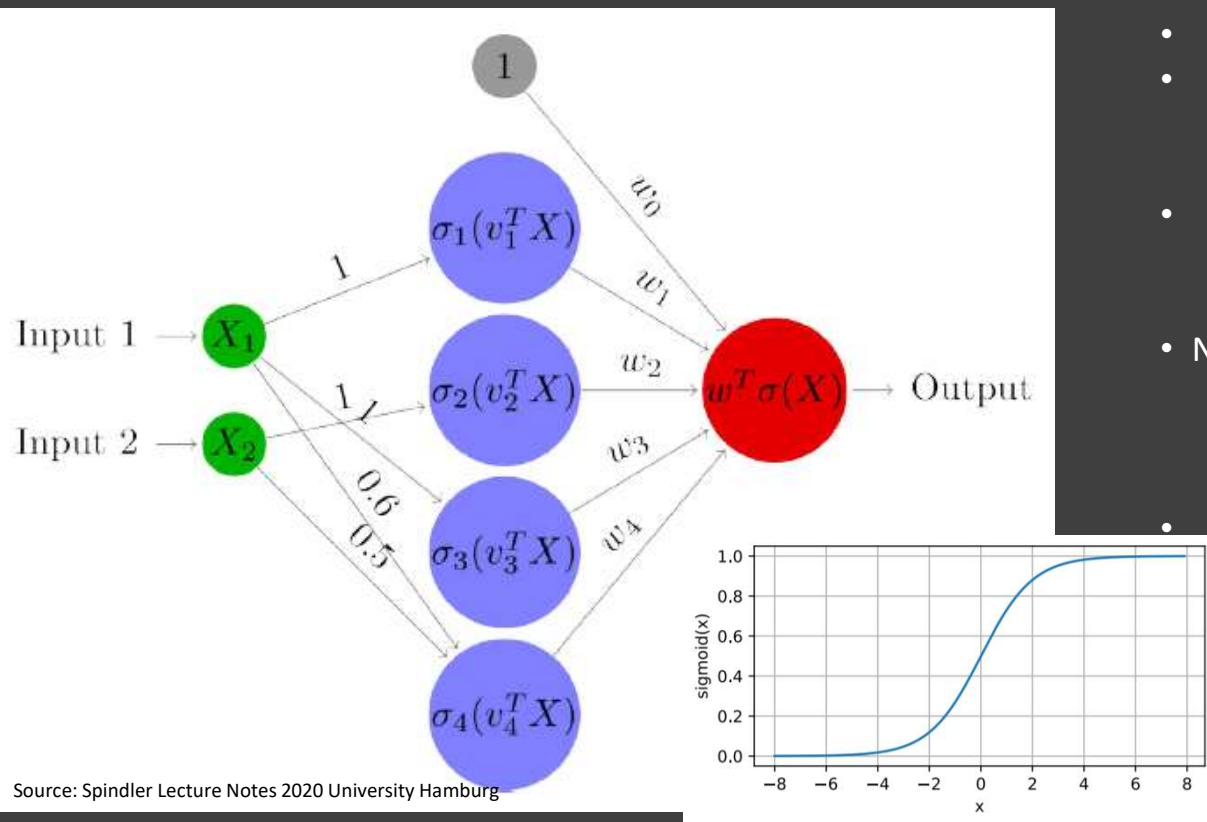 1
w₀
σ₁(v₁ᵀX)
1
w₁
Input 1
X₁
w₂
σ₂(v₂ᵀX)
wᵀσ(X)
Output
1
1
Input 2
X₂
w₃
0.6
0.5
σ₃(v₃ᵀX)
w₄
σ₄(v₄ᵀX)
Source: Spindler Lecture Notes 2020 University Hamburg
•
•
•
• N
•
1.0
0.8
0.6
0.4
0.2
0.0
sigmoid(x)
−8 −6 −4 −2 0 2 4 6 8
x